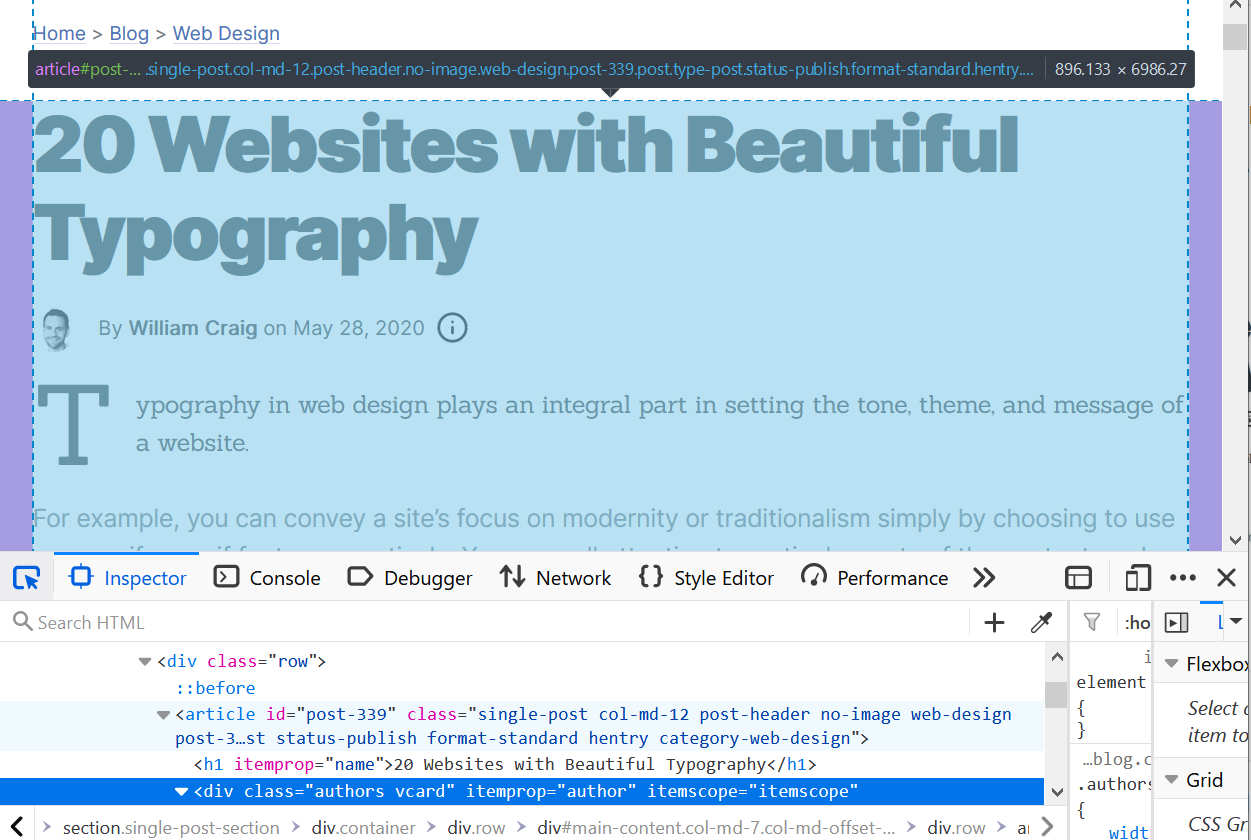 Home > Blog > Web Design
article#post-… .single-post.col-md-12.post-header.no-image.web-design.post-339.post.type-post.status-publish.format-standard.hentry.… 896.133 × 6986.27
20 Websites with Beautiful
Typography
By William Craig on May 28, 2020
Typography in web design plays an integral part in setting the tone, theme, and message of
a website.
For example, you can convey a site's focus on modernity or traditionalism simply by choosing to use
Inspector Console Debugger Network Style Editor Performance
Search HTML :ho L
<div class="row">
::before
<article id="post-339" class="single-post col-md-12 post-header no-image web-design
post-3…st status-publish format-standard hentry category-web-design">
<h1 itemprop="name">20 Websites with Beautiful Typography</h1>
<div class="authors vcard" itemprop="author" itemscope="itemscope"
element
{
}
…blog.c
.authors
{
widt
Flexbox
Select
item to
Grid
CSS Gr
section.single-post-section > div.container > div.row > div#main-content.col-md-7.col-md-offset-… > div.row >